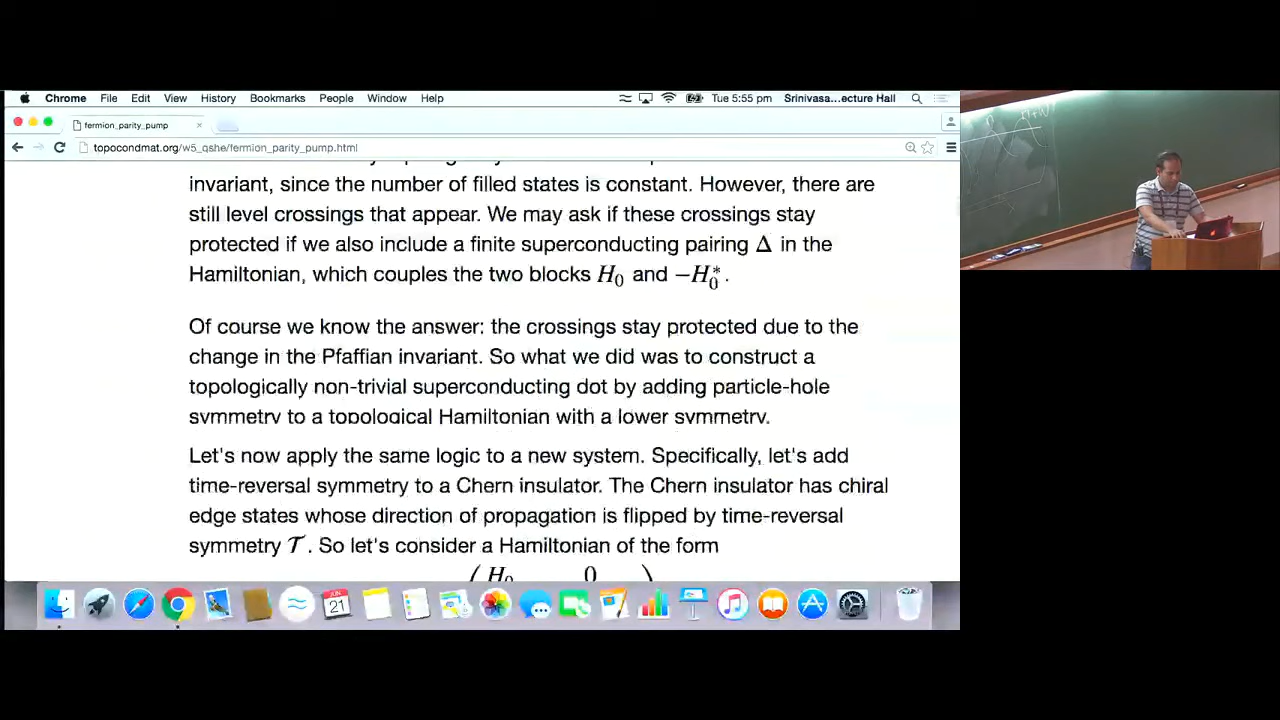 Chrome File Edit View History Bookmarks People Window Help Tue 5:55 pm Srinivasa...ecture Hall
fermion_parity_pump
topocondmat.org/w5_qshe/fermion_parity_pump.html
invariant, since the number of filled states is constant. However, there are
still level crossings that appear. We may ask if these crossings stay
protected if we also include a finite superconducting pairing Δ in the
Hamiltonian, which couples the two blocks H₀ and −H₀*.
Of course we know the answer: the crossings stay protected due to the
change in the Pfaffian invariant. So what we did was to construct a
topologically non-trivial superconducting dot by adding particle-hole
symmetry to a topological Hamiltonian with a lower symmetry.
Let's now apply the same logic to a new system. Specifically, let's add
time-reversal symmetry to a Chern insulator. The Chern insulator has chiral
edge states whose direction of propagation is flipped by time-reversal
symmetry 𝒯. So let's consider a Hamiltonian of the form
( H₀ 0 )
JUN
21